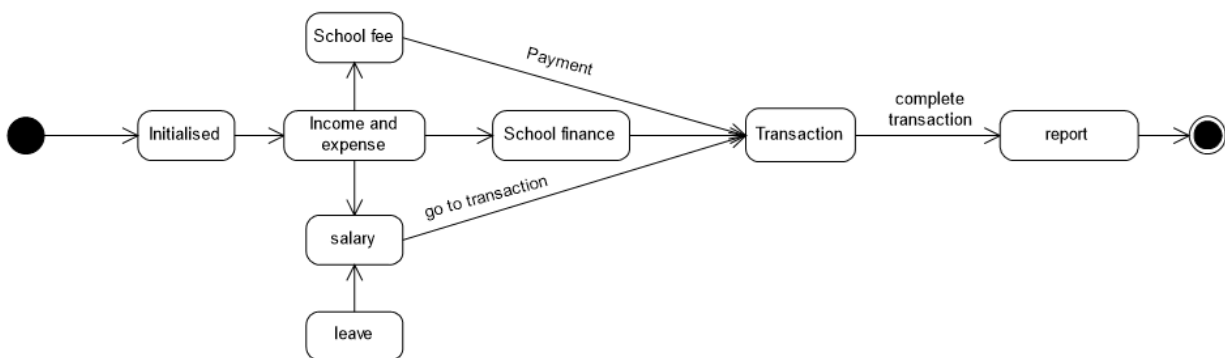 School fee
Payment
Initialised
Income and
expense
School finance
Transaction
complete
transaction
report
go to transaction
salary
leave